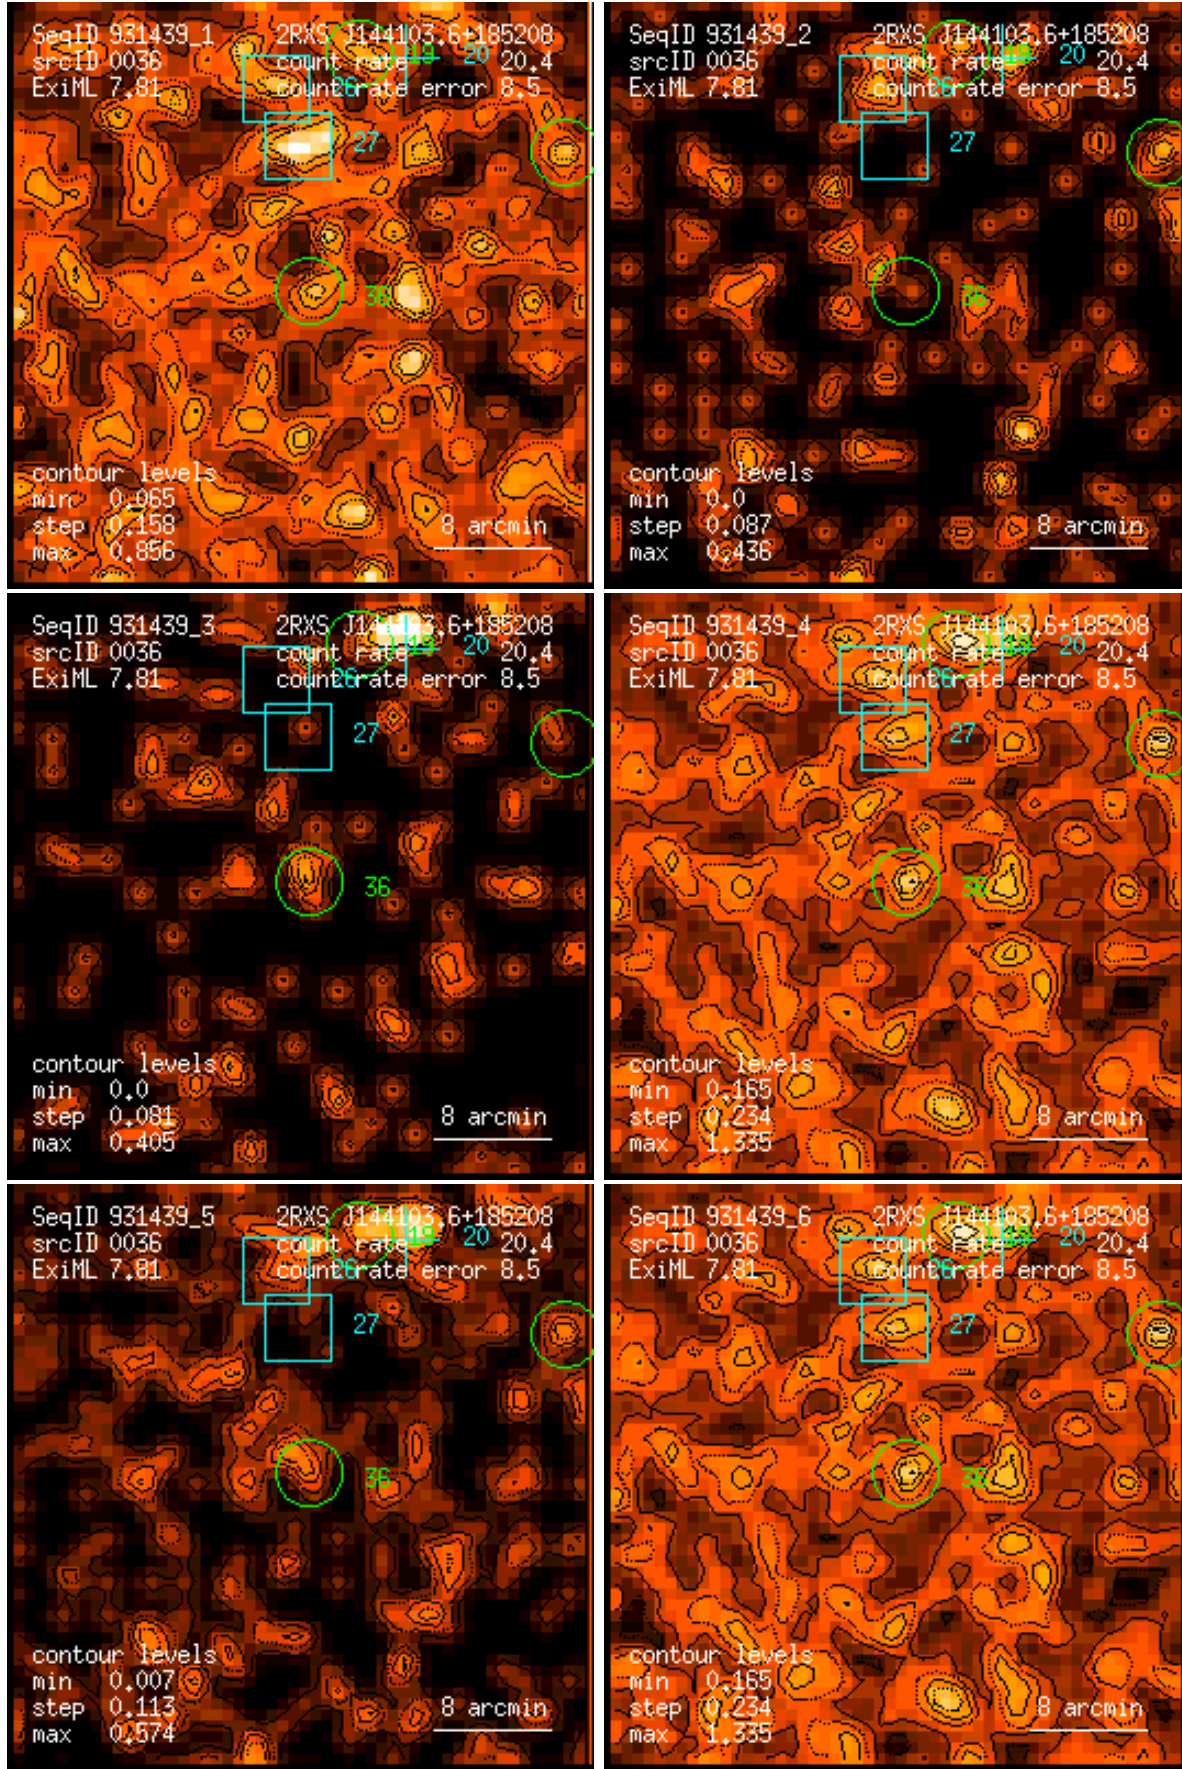 SeqID 931439_1 2RXS J144103.6+185208
srcID 0036 count rate 19 20 20.4
ExiML 7.81 count rate error 8.5
26
27
36
contour levels
min 0.065
step 0.158 8 arcmin
max 0.856
SeqID 931439_2 2RXS J144103.6+185208
srcID 0036 count rate 19 20 20.4
ExiML 7.81 count rate error 8.5
26
27
36
contour levels
min 0.0
step 0.087 8 arcmin
max 0.436
SeqID 931439_3 2RXS J144103.6+185208
srcID 0036 count rate 19 20 20.4
ExiML 7.81 count rate error 8.5
26
27
36
contour levels
min 0.0
step 0.081 8 arcmin
max 0.405
SeqID 931439_4 2RXS J144103.6+185208
srcID 0036 count rate 19 20 20.4
ExiML 7.81 count rate error 8.5
26
27
36
contour levels
min 0.165
step 0.234 8 arcmin
max 1.335
SeqID 931439_5 2RXS J144103.6+185208
srcID 0036 count rate 19 20 20.4
ExiML 7.81 count rate error 8.5
26
27
36
contour levels
min 0.007
step 0.113 8 arcmin
max 0.574
SeqID 931439_6 2RXS J144103.6+185208
srcID 0036 count rate 19 20 20.4
ExiML 7.81 count rate error 8.5
26
27
36
contour levels
min 0.165
step 0.234 8 arcmin
max 1.335